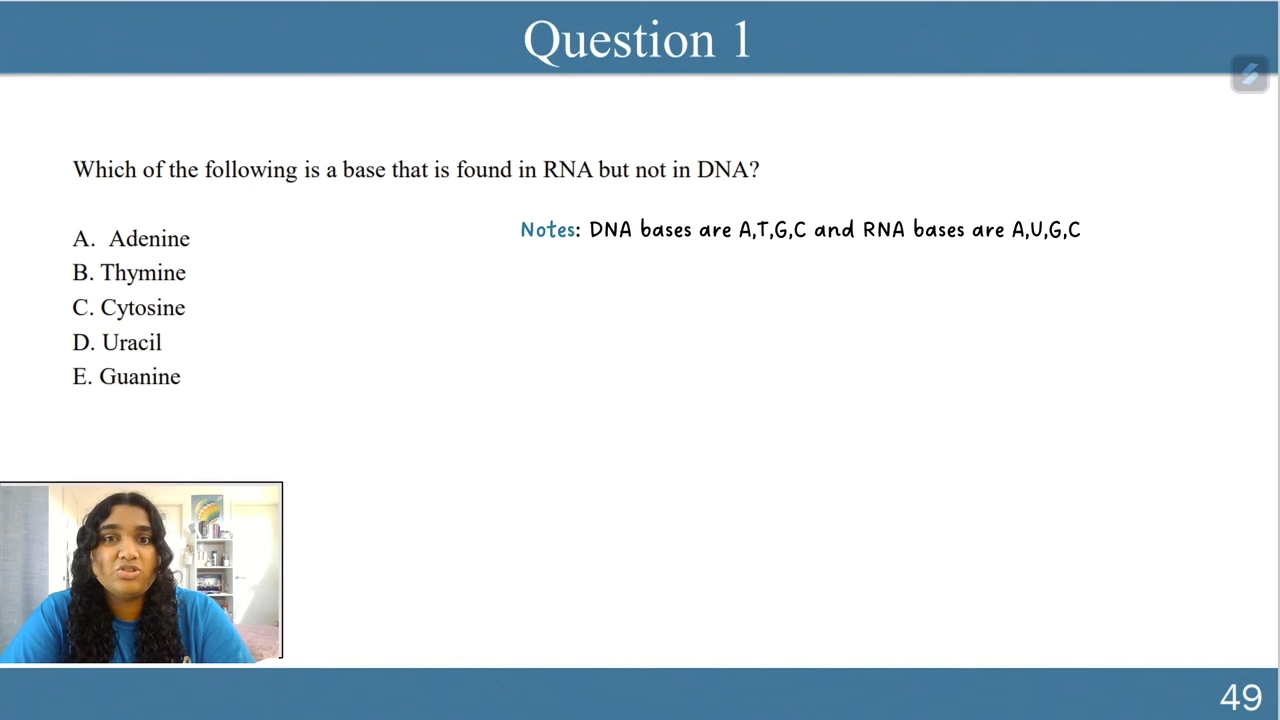 Question 1
Which of the following is a base that is found in RNA but not in DNA?
Notes: DNA bases are A,T,G,C and RNA bases are A,U,G,C
A. Adenine
B. Thymine
C. Cytosine
D. Uracil
E. Guanine
49